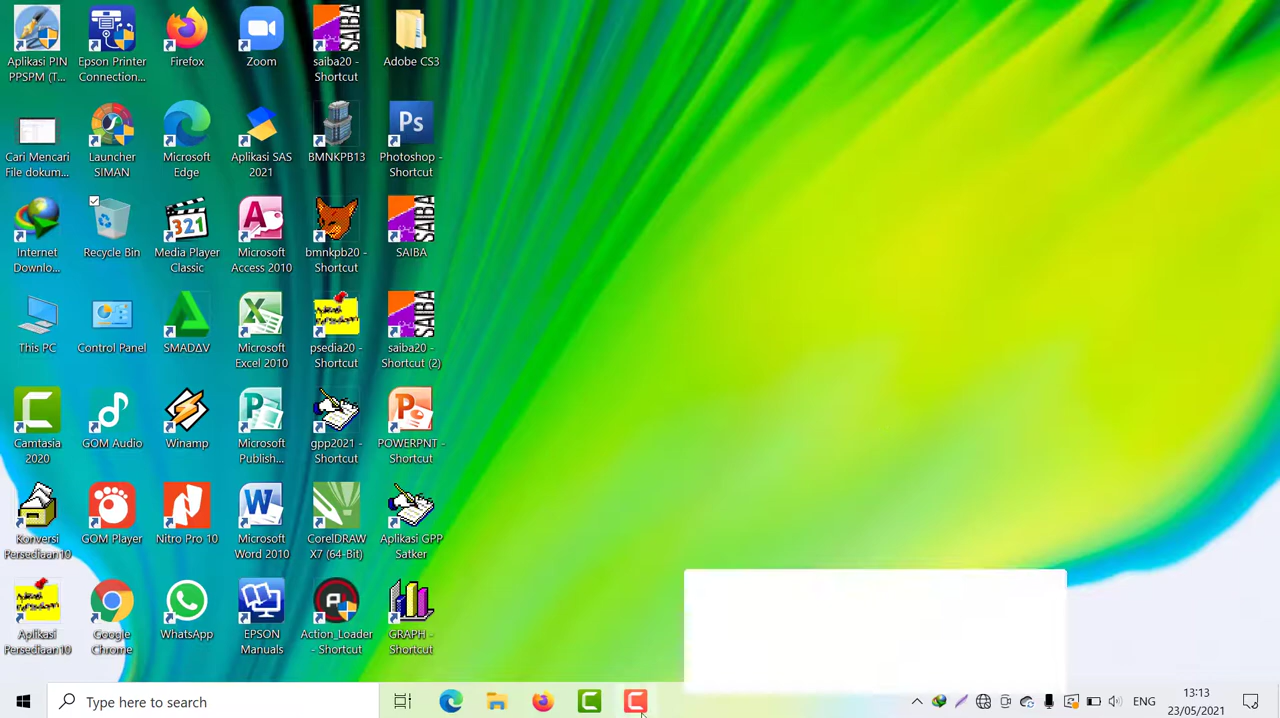 Aplikasi PIN
PPSPM (T...
Epson Printer
Connection...
Firefox
Zoom
saiba20 -
Shortcut
Adobe CS3
Cari Mencari
File dokum...
Launcher
SIMAN
Microsoft
Edge
Aplikasi SAS
2021
BMNKPB13
Ps
Photoshop -
Shortcut
Internet
Downlo...
Recycle Bin
321
Media Player
Classic
Microsoft
Access 2010
bmnkpb20 -
Shortcut
SAIBA
SAIBA
This PC
Control Panel
SMADΔV
Microsoft
Excel 2010
psedia20 -
Shortcut
SAIBA
saiba20 -
Shortcut (2)
Camtasia
2020
GOM Audio
Winamp
Microsoft
Publish...
gpp2021 -
Shortcut
POWERPNT -
Shortcut
Konversi
Persediaan10
GOM Player
Nitro Pro 10
Microsoft
Word 2010
CorelDRAW
X7 (64-Bit)
Aplikasi GPP
Satker
Aplikasi
Persediaan10
Google
Chrome
WhatsApp
EPSON
Manuals
Action_Loader
- Shortcut
GRAPH -
Shortcut
Type here to search
ENG
13:13
23/05/2021